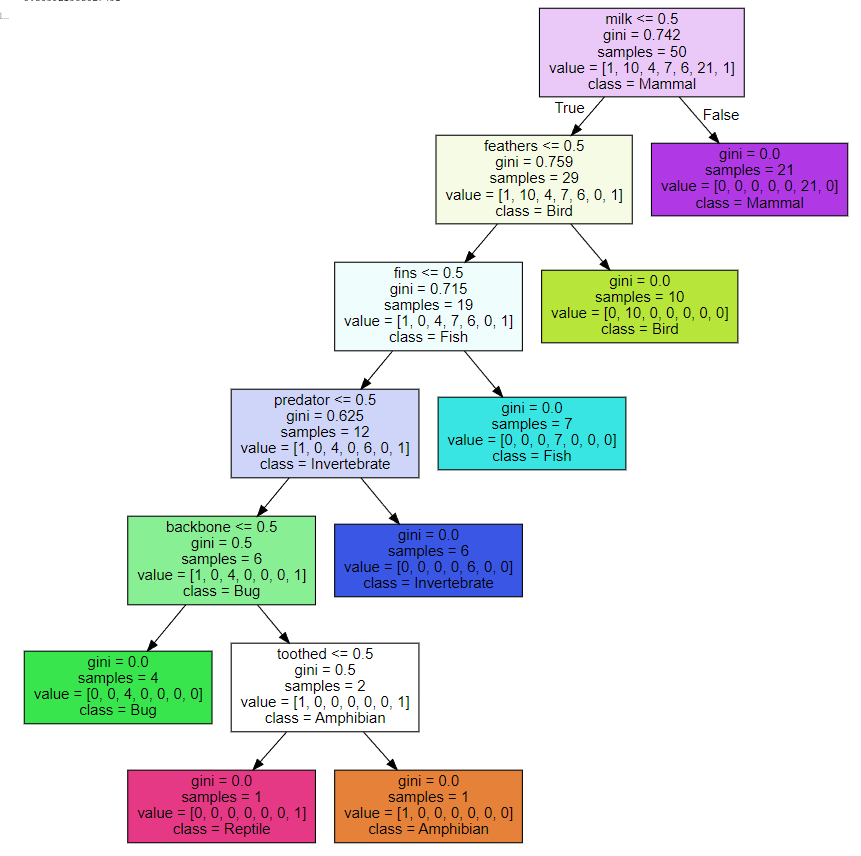 milk <= 0.5
gini = 0.742
samples = 50
value = [1, 10, 4, 7, 6, 21, 1]
class = Mammal
True
False
feathers <= 0.5
gini = 0.759
samples = 29
value = [1, 10, 4, 7, 6, 0, 1]
class = Bird
gini = 0.0
samples = 21
value = [0, 0, 0, 0, 0, 21, 0]
class = Mammal
fins <= 0.5
gini = 0.715
samples = 19
value = [1, 0, 4, 7, 6, 0, 1]
class = Fish
gini = 0.0
samples = 10
value = [0, 10, 0, 0, 0, 0, 0]
class = Bird
predator <= 0.5
gini = 0.625
samples = 12
value = [1, 0, 4, 0, 6, 0, 1]
class = Invertebrate
gini = 0.0
samples = 7
value = [0, 0, 0, 7, 0, 0, 0]
class = Fish
backbone <= 0.5
gini = 0.5
samples = 6
value = [1, 0, 4, 0, 0, 0, 1]
class = Bug
gini = 0.0
samples = 6
value = [0, 0, 0, 0, 6, 0, 0]
class = Invertebrate
gini = 0.0
samples = 4
value = [0, 0, 4, 0, 0, 0, 0]
class = Bug
toothed <= 0.5
gini = 0.5
samples = 2
value = [1, 0, 0, 0, 0, 0, 1]
class = Amphibian
gini = 0.0
samples = 1
value = [0, 0, 0, 0, 0, 0, 1]
class = Reptile
gini = 0.0
samples = 1
value = [1, 0, 0, 0, 0, 0, 0]
class = Amphibian